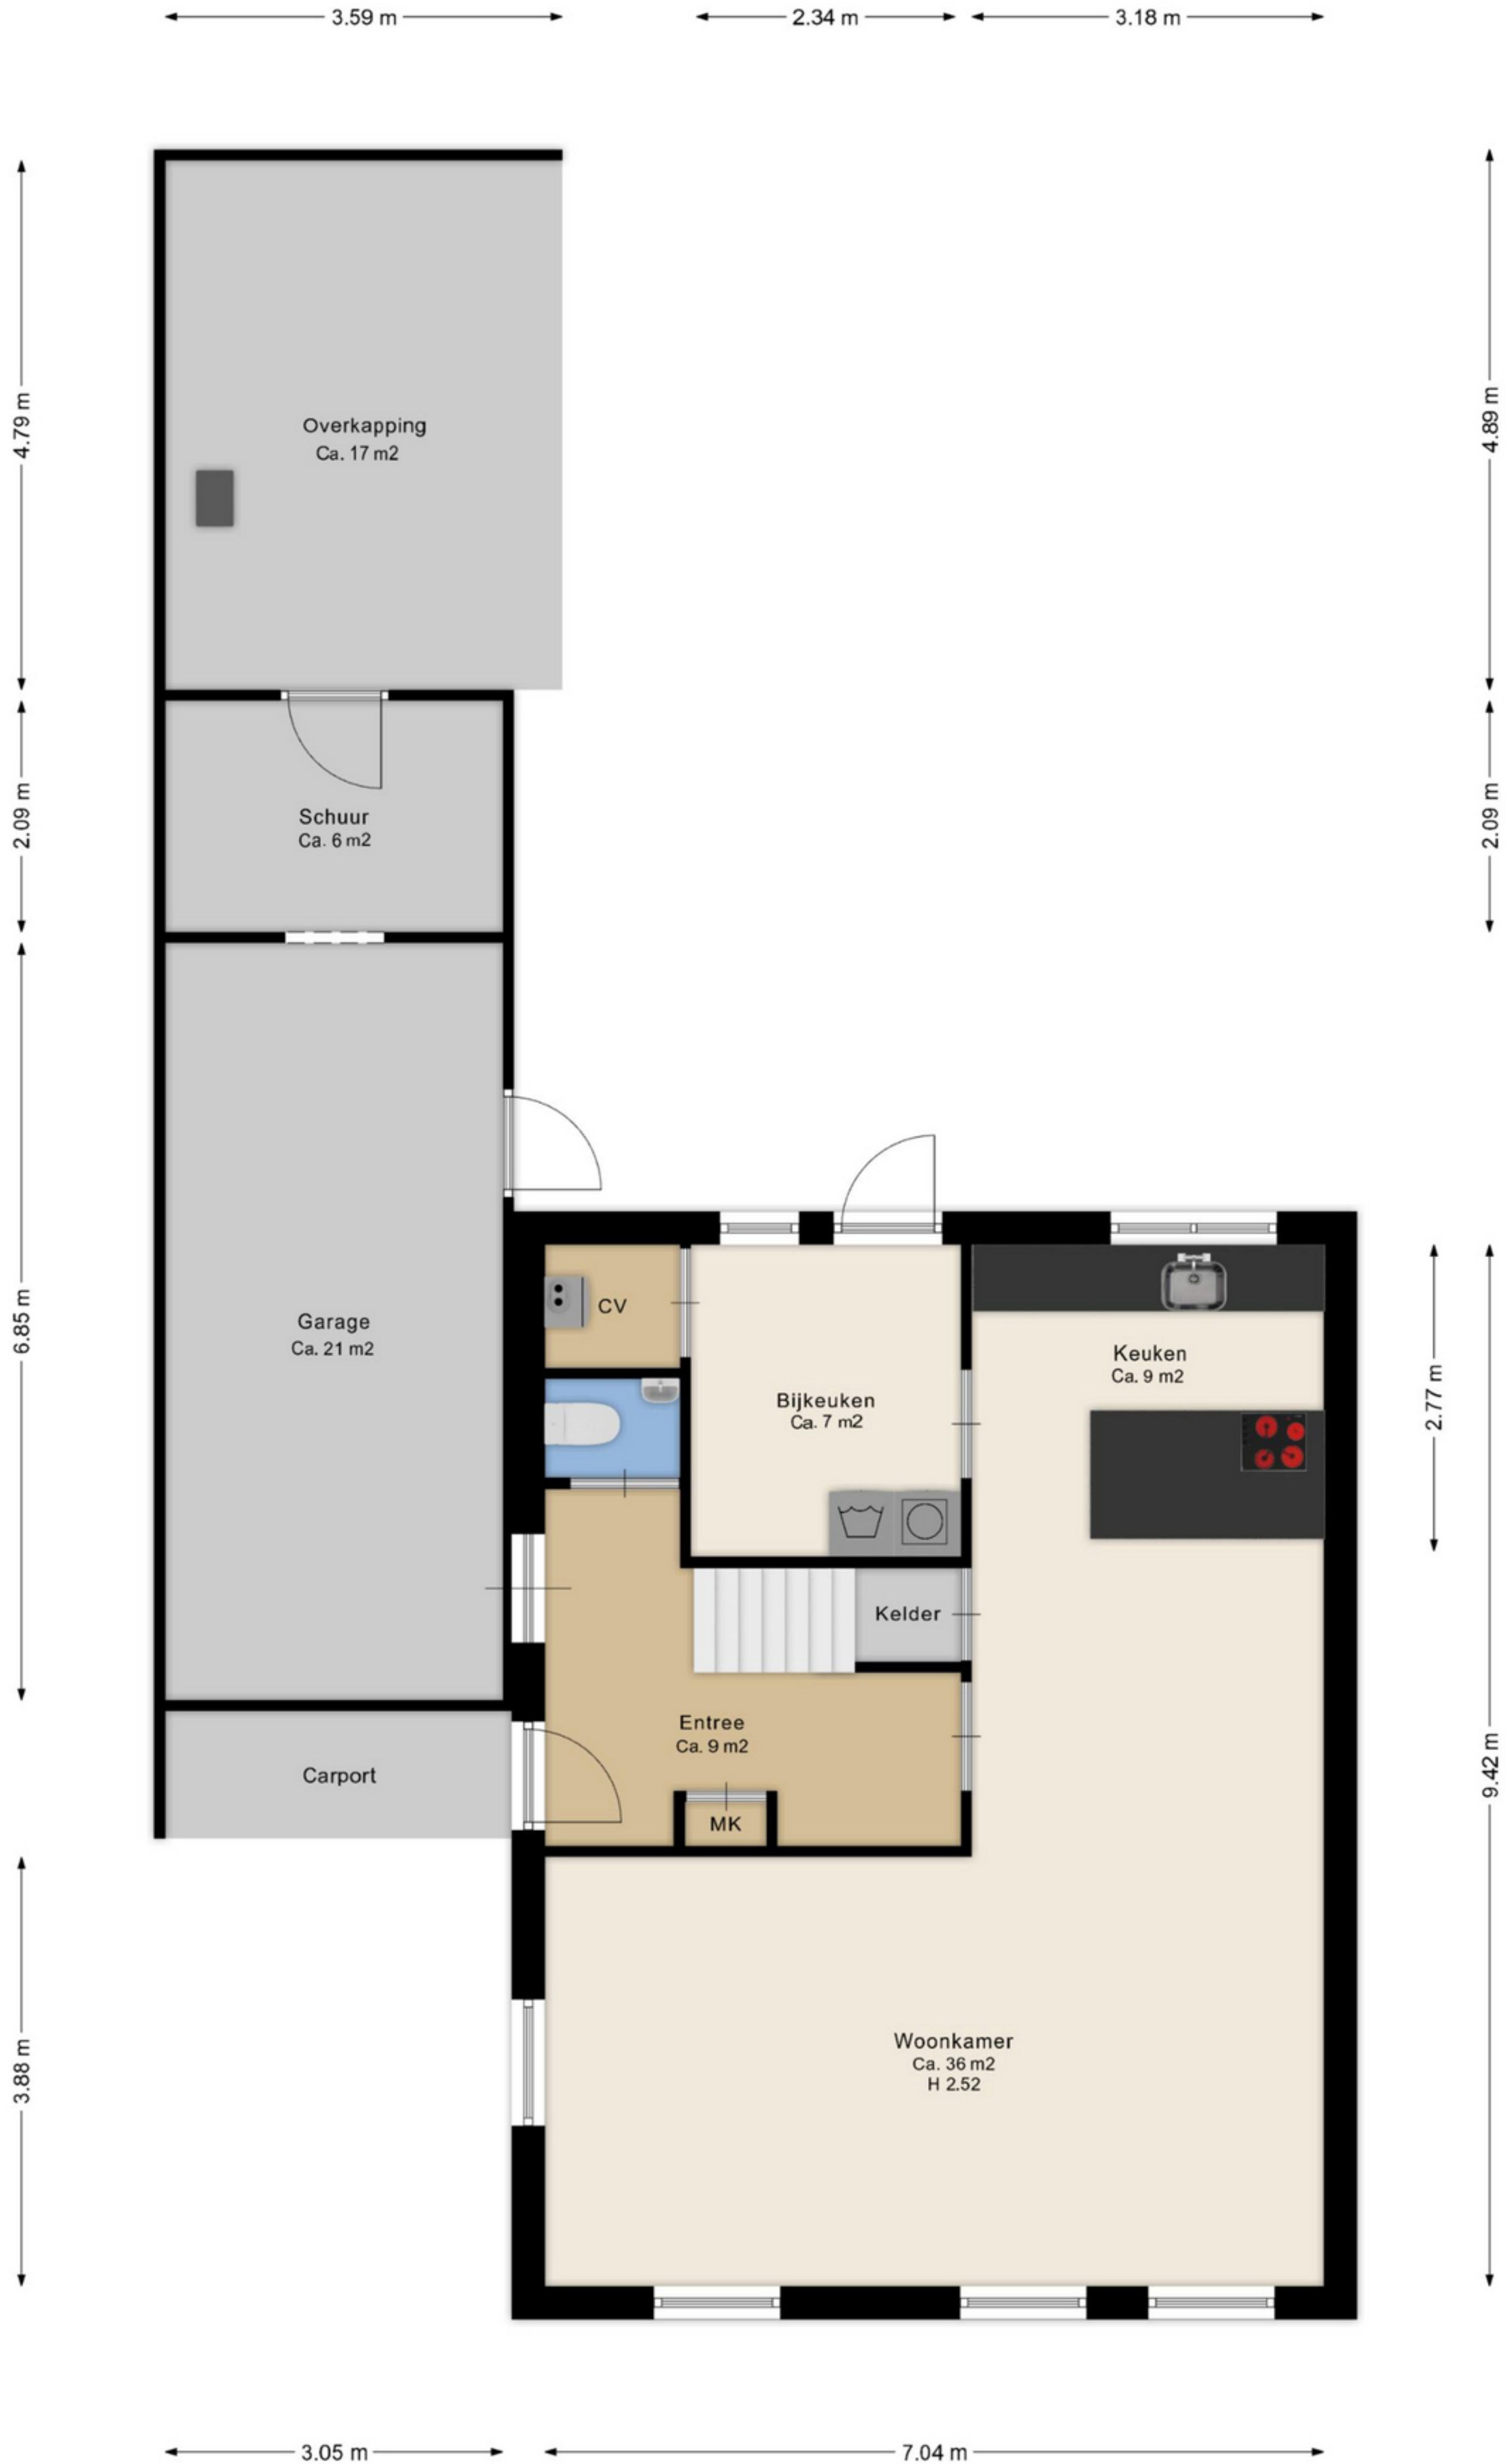 3.59 m
2.34 m
3.18 m
4.79 m
4.89 m
Overkapping
Ca. 17 m2
2.09 m
2.09 m
Schuur
Ca. 6 m2
6.85 m
Garage
Ca. 21 m2
CV
Keuken
Ca. 9 m2
2.77 m
Bijkeuken
Ca. 7 m2
Kelder
Entree
Ca. 9 m2
9.42 m
Carport
MK
3.88 m
Woonkamer
Ca. 36 m2
H 2.52
3.05 m
7.04 m